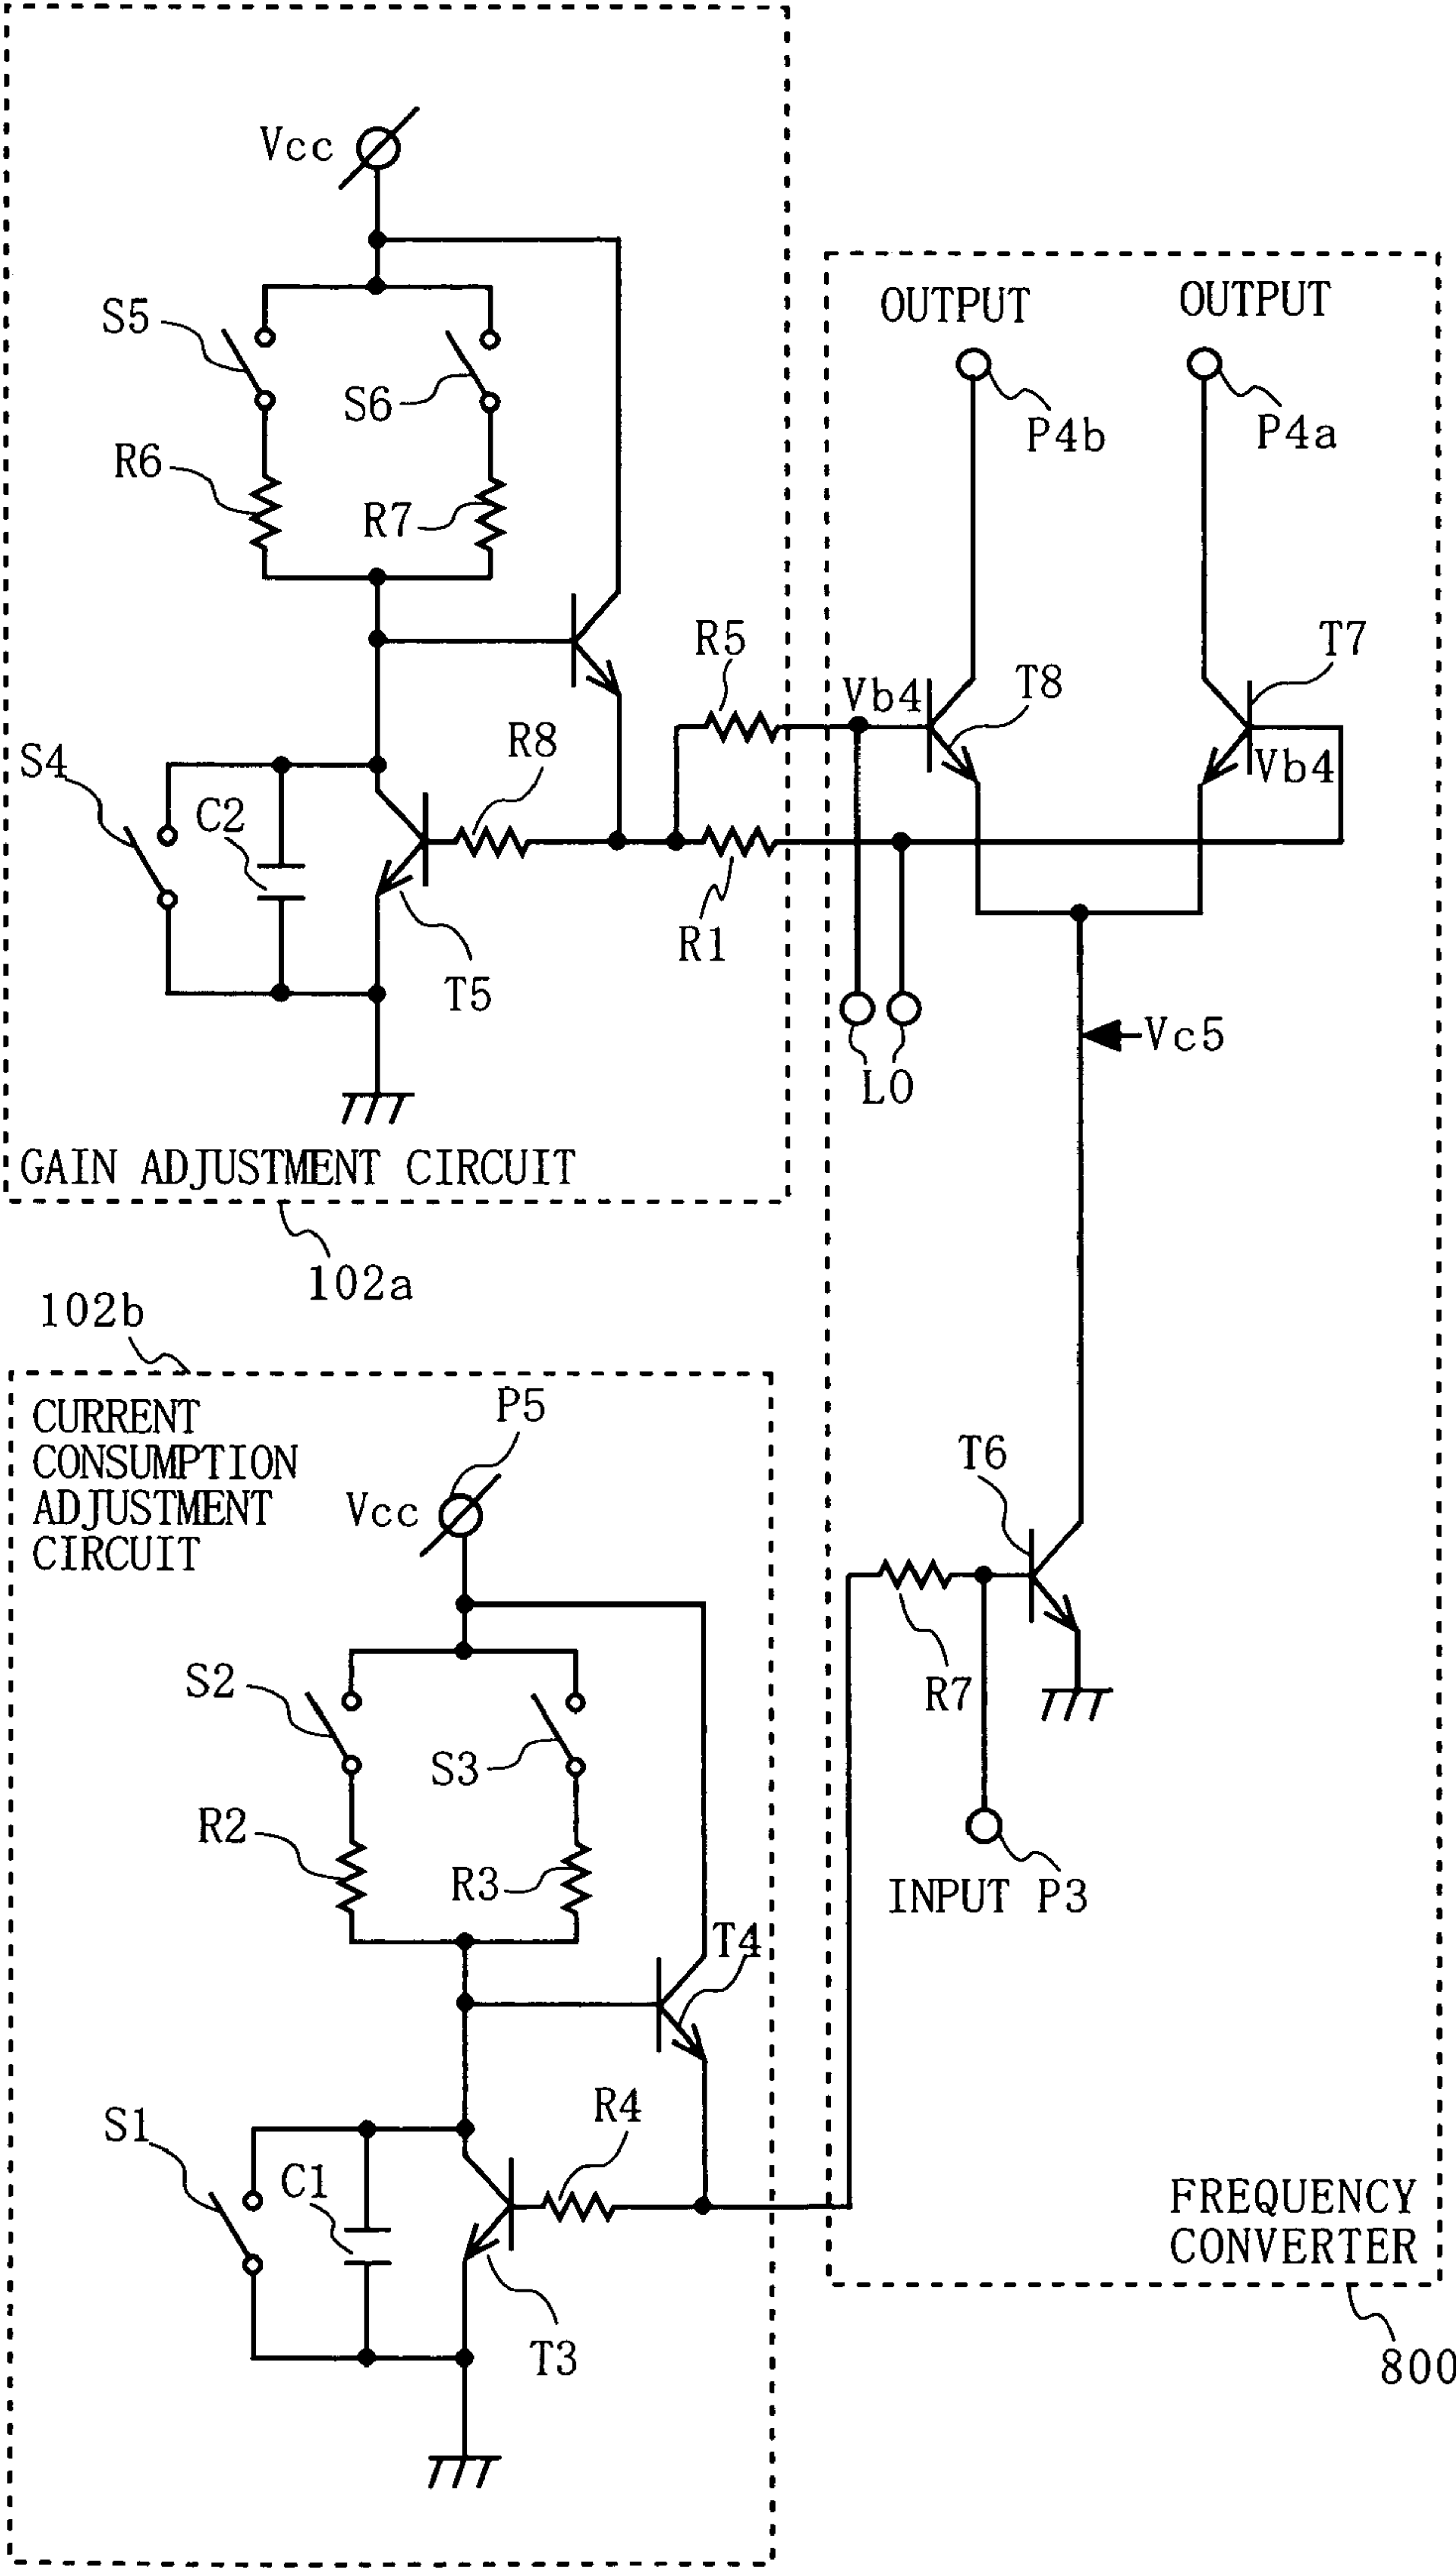 Vcc
S5
S6
R6
R7
S4
C2
R8
T5
R5
R1
GAIN ADJUSTMENT CIRCUIT
102a
OUTPUT
OUTPUT
P4b
P4a
T7
Vb4
T8
Vb4
LO
Vc5
T6
R7
INPUT P3
FREQUENCY
CONVERTER
800
102b
CURRENT
CONSUMPTION
ADJUSTMENT
CIRCUIT
P5
Vcc
S2
S3
R2
R3
T4
S1
C1
R4
T3